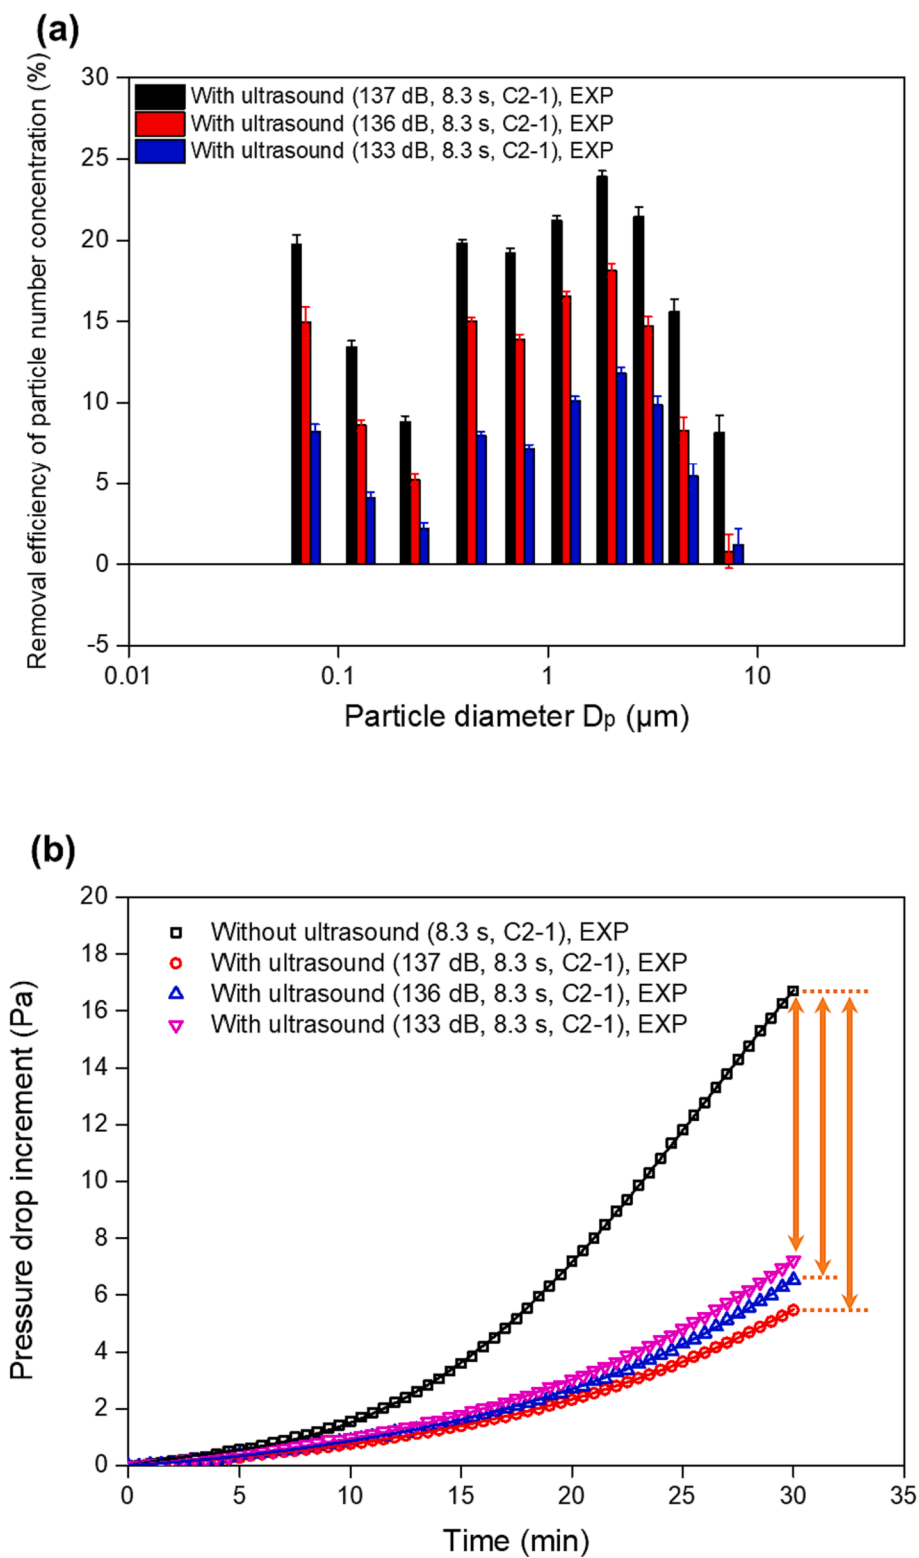 (a)
Removal efficiency of particle number concentration (%)
30
25
20
15
10
5
0
-5
With ultrasound (137 dB, 8.3 s, C2-1), EXP
With ultrasound (136 dB, 8.3 s, C2-1), EXP
With ultrasound (133 dB, 8.3 s, C2-1), EXP
0.01
0.1
1
10
Particle diameter Dp (µm)
(b)
Pressure drop increment (Pa)
20
18
16
14
12
10
8
6
4
2
0
Without ultrasound (8.3 s, C2-1), EXP
With ultrasound (137 dB, 8.3 s, C2-1), EXP
With ultrasound (136 dB, 8.3 s, C2-1), EXP
With ultrasound (133 dB, 8.3 s, C2-1), EXP
0
5
10
15
20
25
30
35
Time (min)